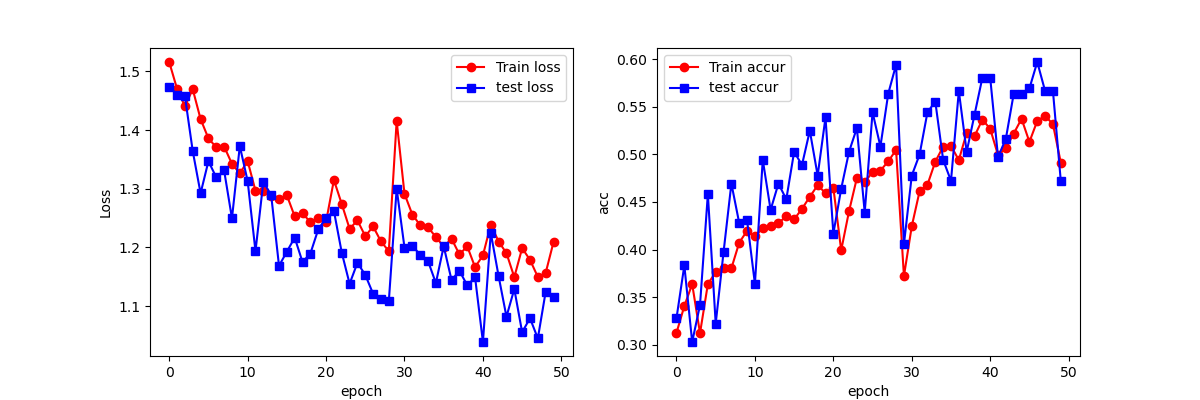 Loss
1.5
1.4
1.3
1.2
1.1
0 10 20 30 40 50
epoch
Train loss
test loss
acc
0.60
0.55
0.50
0.45
0.40
0.35
0.30
0 10 20 30 40 50
epoch
Train accur
test accur